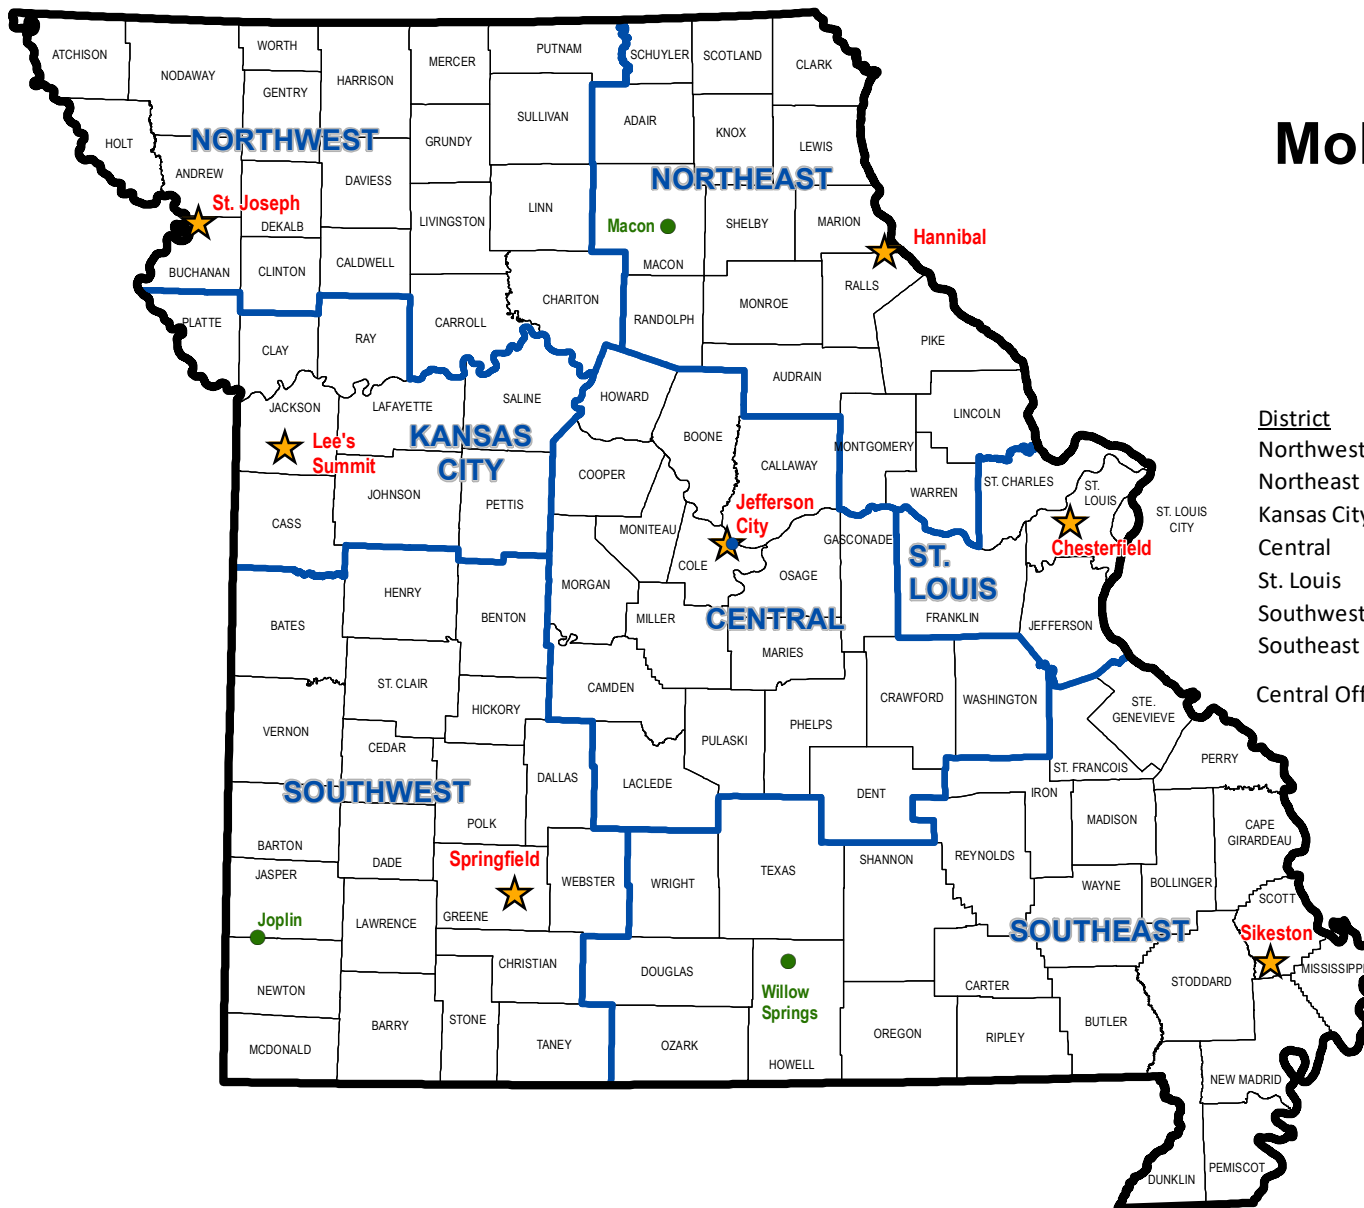 ATCHISON
NODAWAY
WORTH
GENTRY
HARRISON
MERCER
PUTNAM
SCHUYLER
SCOTLAND
CLARK
HOLT
NORTHWEST
ANDREW
DAVIESS
GRUNDY
SULLIVAN
ADAIR
KNOX
LEWIS
NORTHEAST
St. Joseph
DEKALB
LIVINGSTON
LINN
Macon
MACON
SHELBY
MARION
Hannibal
BUCHANAN
CLINTON
CALDWELL
CARROLL
CHARITON
RANDOLPH
MONROE
RALLS
PIKE
PLATTE
CLAY
RAY
AUDRAIN
JACKSON
LAFAYETTE
SALINE
HOWARD
BOONE
LINCOLN
KANSAS
CITY
Lee's
Summit
COOPER
CALLAWAY
MONTGOMERY
WARREN
ST. CHARLES
ST.
LOUIS
ST. LOUIS
CITY
JOHNSON
PETTIS
CASS
MONITEAU
Jefferson
City
COLE
OSAGE
GASCONADE
Chesterfield
ST.
LOUIS
FRANKLIN
JEFFERSON
HENRY
BATES
BENTON
MORGAN
MILLER
CENTRAL
MARIES
ST. CLAIR
HICKORY
CAMDEN
PULASKI
PHELPS
CRAWFORD
WASHINGTON
STE.
GENEVIEVE
VERNON
CEDAR
DALLAS
LACLEDE
DENT
ST. FRANCOIS
PERRY
IRON
SOUTHWEST
POLK
BARTON
JASPER
DADE
Springfield
GREENE
WEBSTER
WRIGHT
TEXAS
SHANNON
REYNOLDS
MADISON
CAPE
GIRARDEAU
WAYNE
BOLLINGER
SCOTT
Joplin
LAWRENCE
CHRISTIAN
DOUGLAS
SOUTHEAST
Sikeston
MISSISSIPPI
NEWTON
Willow
Springs
CARTER
STODDARD
MCDONALD
BARRY
STONE
TANEY
OZARK
HOWELL
OREGON
RIPLEY
BUTLER
NEW MADRID
DUNKLIN
PEMISCOT
District
Northwest
Northeast
Kansas City
Central
St. Louis
Southwest
Southeast
Central Off